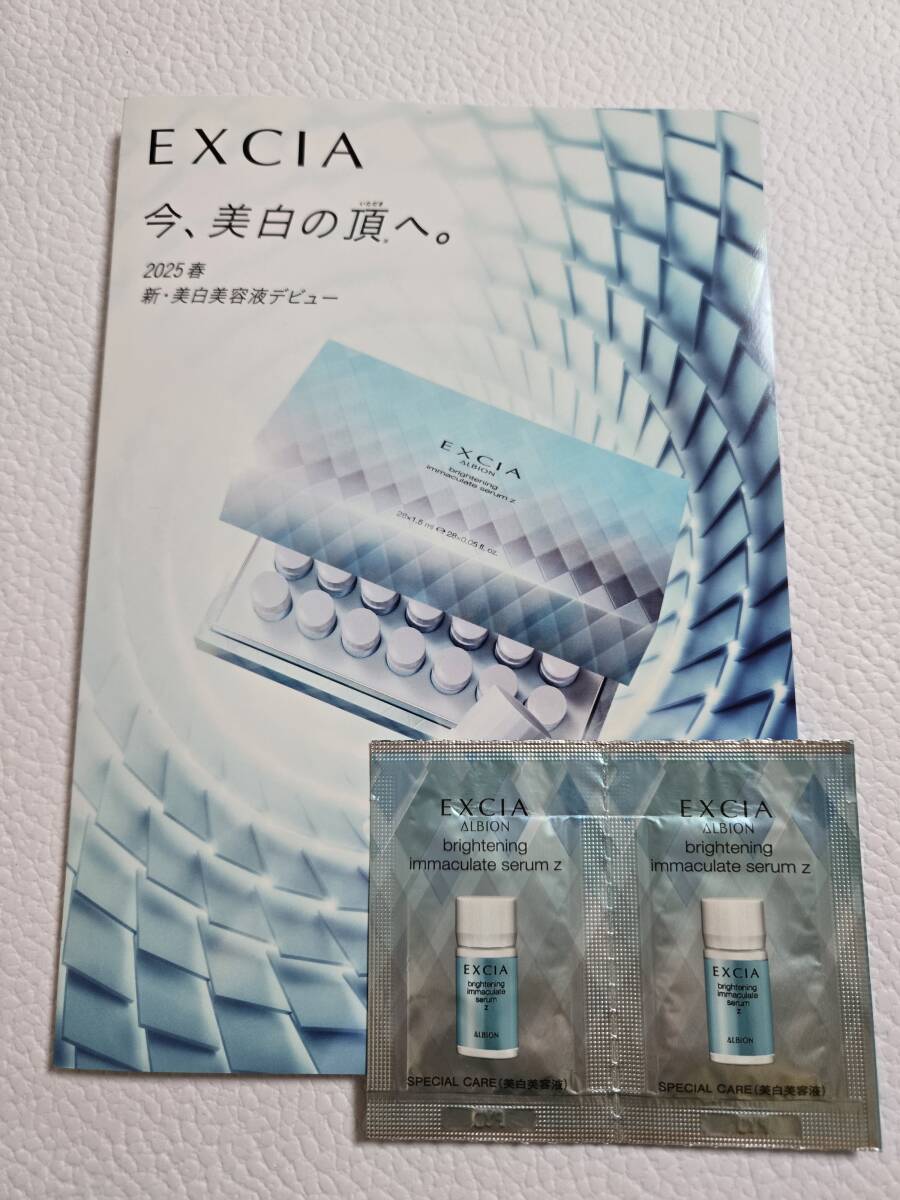 EXCIA
いただき
今、美白の頂*へ。
2025 春
新・美白美容液デビュー
EXCIA
ALBION
brightening
immaculate serum z
28×1.5 ml ℮ 28×0.05 fl. oz.
EXCIA
ALBION
brightening
immaculate serum z
EXCIA
brightening
immaculate
serum
z
ALBION
SPECIAL CARE(美白美容液)
EXCIA
ALBION
brightening
immaculate serum z
EXCIA
brightening
immaculate
serum
z
ALBION
SPECIAL CARE(美白美容液)